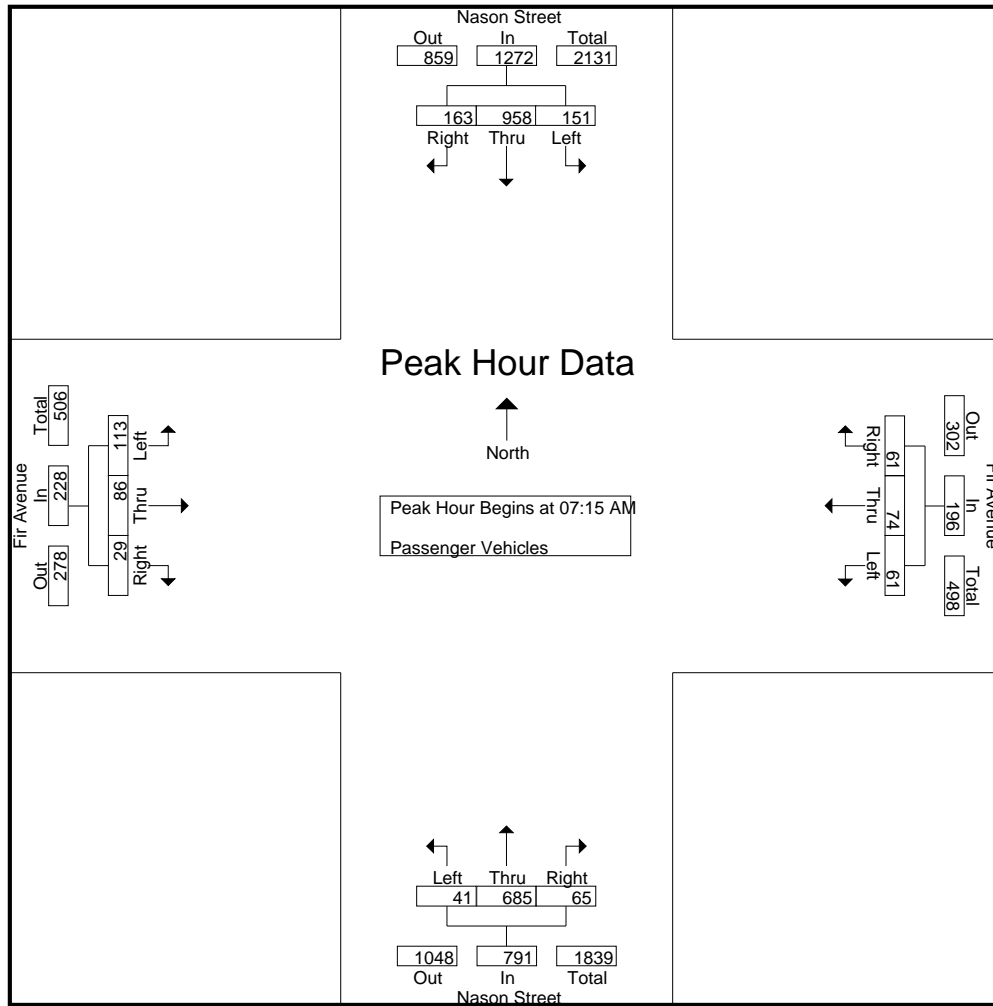 Nason Street
Out In Total
859 1272 2131
163 958 151
Right Thru Left
Peak Hour Data
North
Peak Hour Begins at 07:15 AM
Passenger Vehicles
Fir Avenue
Total In Out
506 228 278
113 86 29
Left Thru Right
Right Thru Left
61 74 61
302 196 498
Out In Total
Fir Avenue
Left Thru Right
41 685 65
1048 791 1839
Out In Total
Nason Street